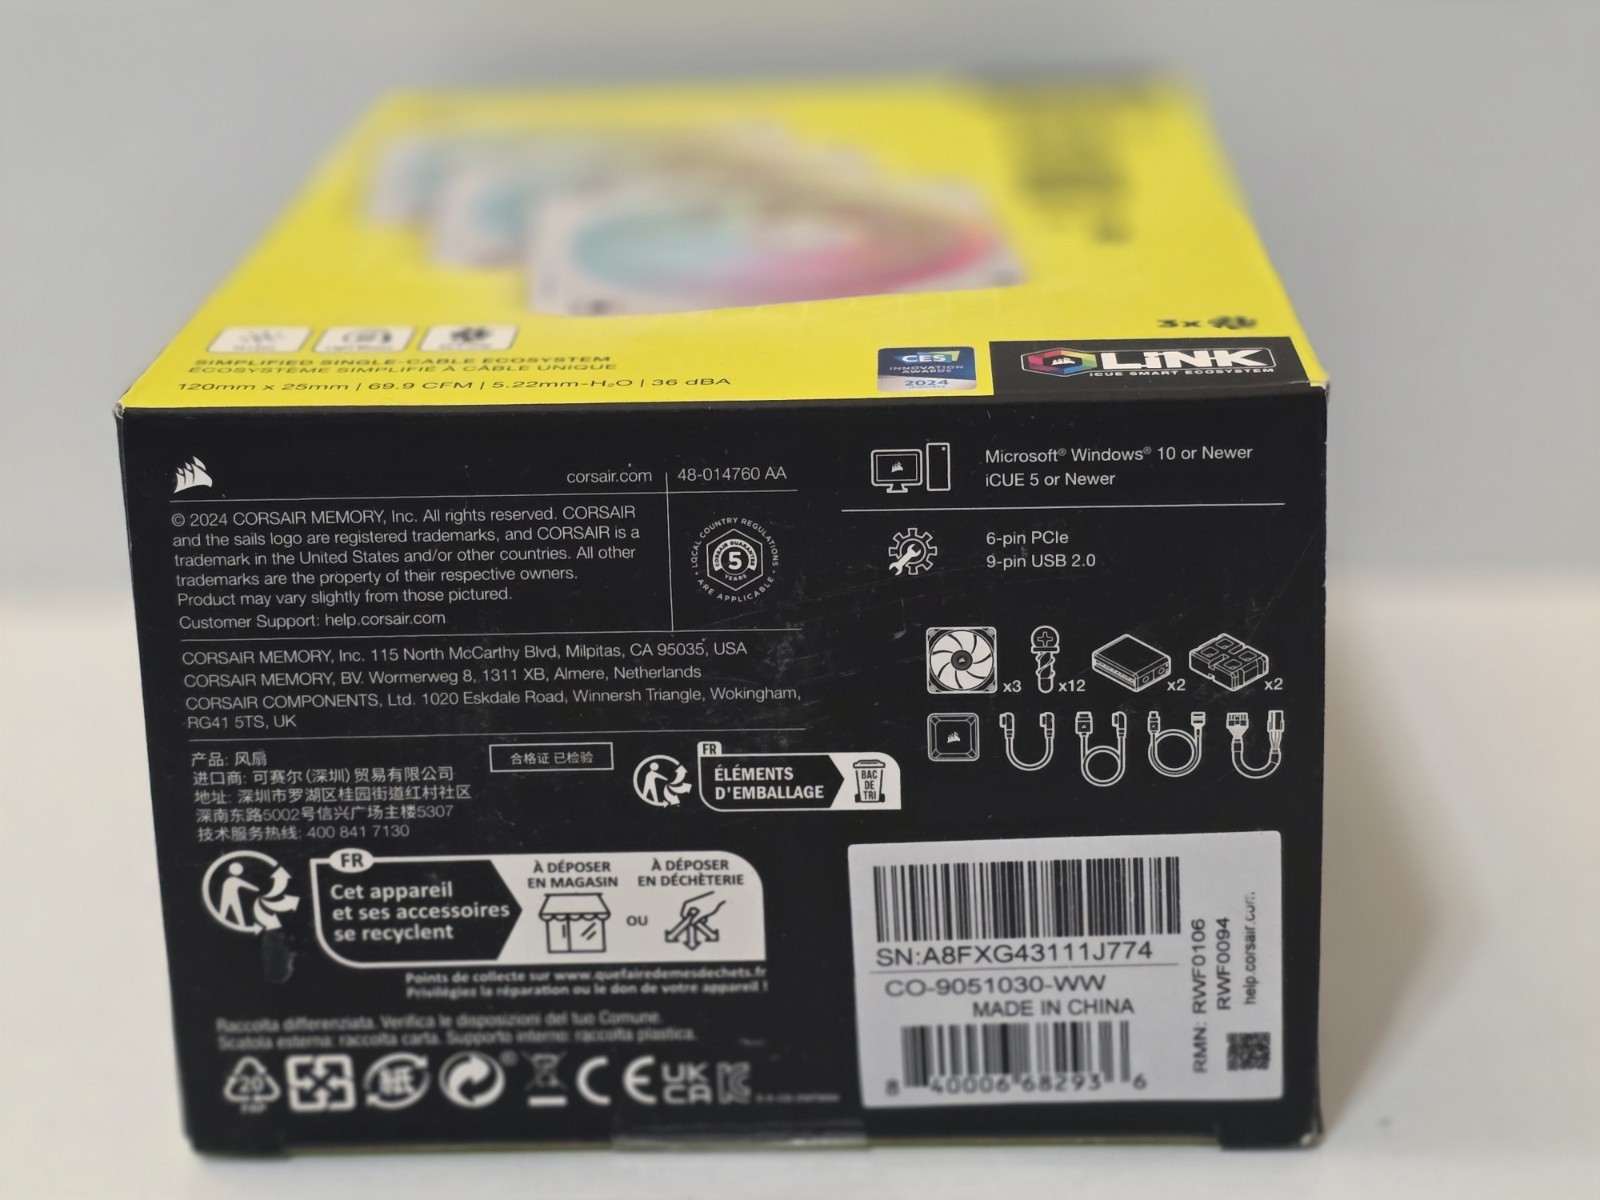 3x
SIMPLIFIED SINGLE-CABLE ECOSYSTEM
ÉCOSYSTÈME SIMPLIFIÉ À CÂBLE UNIQUE
120mm x 25mm | 69.9 CFM | 5.22mm-H₂O | 36 dBA
CES
INNOVATION
AWARDS
2024
LiNK
iCUE SMART ECOSYSTEM
corsair.com
48-014760 AA
© 2024 CORSAIR MEMORY, Inc. All rights reserved. CORSAIR
and the sails logo are registered trademarks, and CORSAIR is a
trademark in the United States and/or other countries. All other
trademarks are the property of their respective owners.
Product may vary slightly from those pictured.
Customer Support: help.corsair.com
LOCAL COUNTRY REGULATIONS
CORSAIR GUARANTEE
5
YEARS
ARE APPLICABLE
CORSAIR MEMORY, Inc. 115 North McCarthy Blvd, Milpitas, CA 95035, USA
CORSAIR MEMORY, BV. Wormerweg 8, 1311 XB, Almere, Netherlands
CORSAIR COMPONENTS, Ltd. 1020 Eskdale Road, Winnersh Triangle, Wokingham,
RG41 5TS, UK
产品: 风扇
进口商: 可赛尔(深圳)贸易有限公司
地址: 深圳市罗湖区桂园街道红村社区
深南东路5002号信兴广场主楼5307
技术服务热线: 400 841 7130
合格证 已检验
FR
ÉLÉMENTS
D'EMBALLAGE
BAC
DE
TRI
FR
Cet appareil
et ses accessoires
se recyclent
À DÉPOSER
EN MAGASIN
OU
À DÉPOSER
EN DÉCHÈTERIE
Points de collecte sur www.quefairedemesdechets.fr
Privilégiez la réparation ou le don de votre appareil !
Raccolta differenziata. Verifica le disposizioni del tuo Comune.
Scatola esterna: raccolta carta. Supporto interno: raccolta plastica.
20
PAP
紙
CE
UK
CA
Microsoft® Windows® 10 or Newer
iCUE 5 or Newer
6-pin PCIe
9-pin USB 2.0
x3
x12
x2
x2
SN:A8FXG43111J774
CO-9051030-WW
MADE IN CHINA
8 40006 68293 6
RMN: RWF0106
RWF0094
help.corsair.com